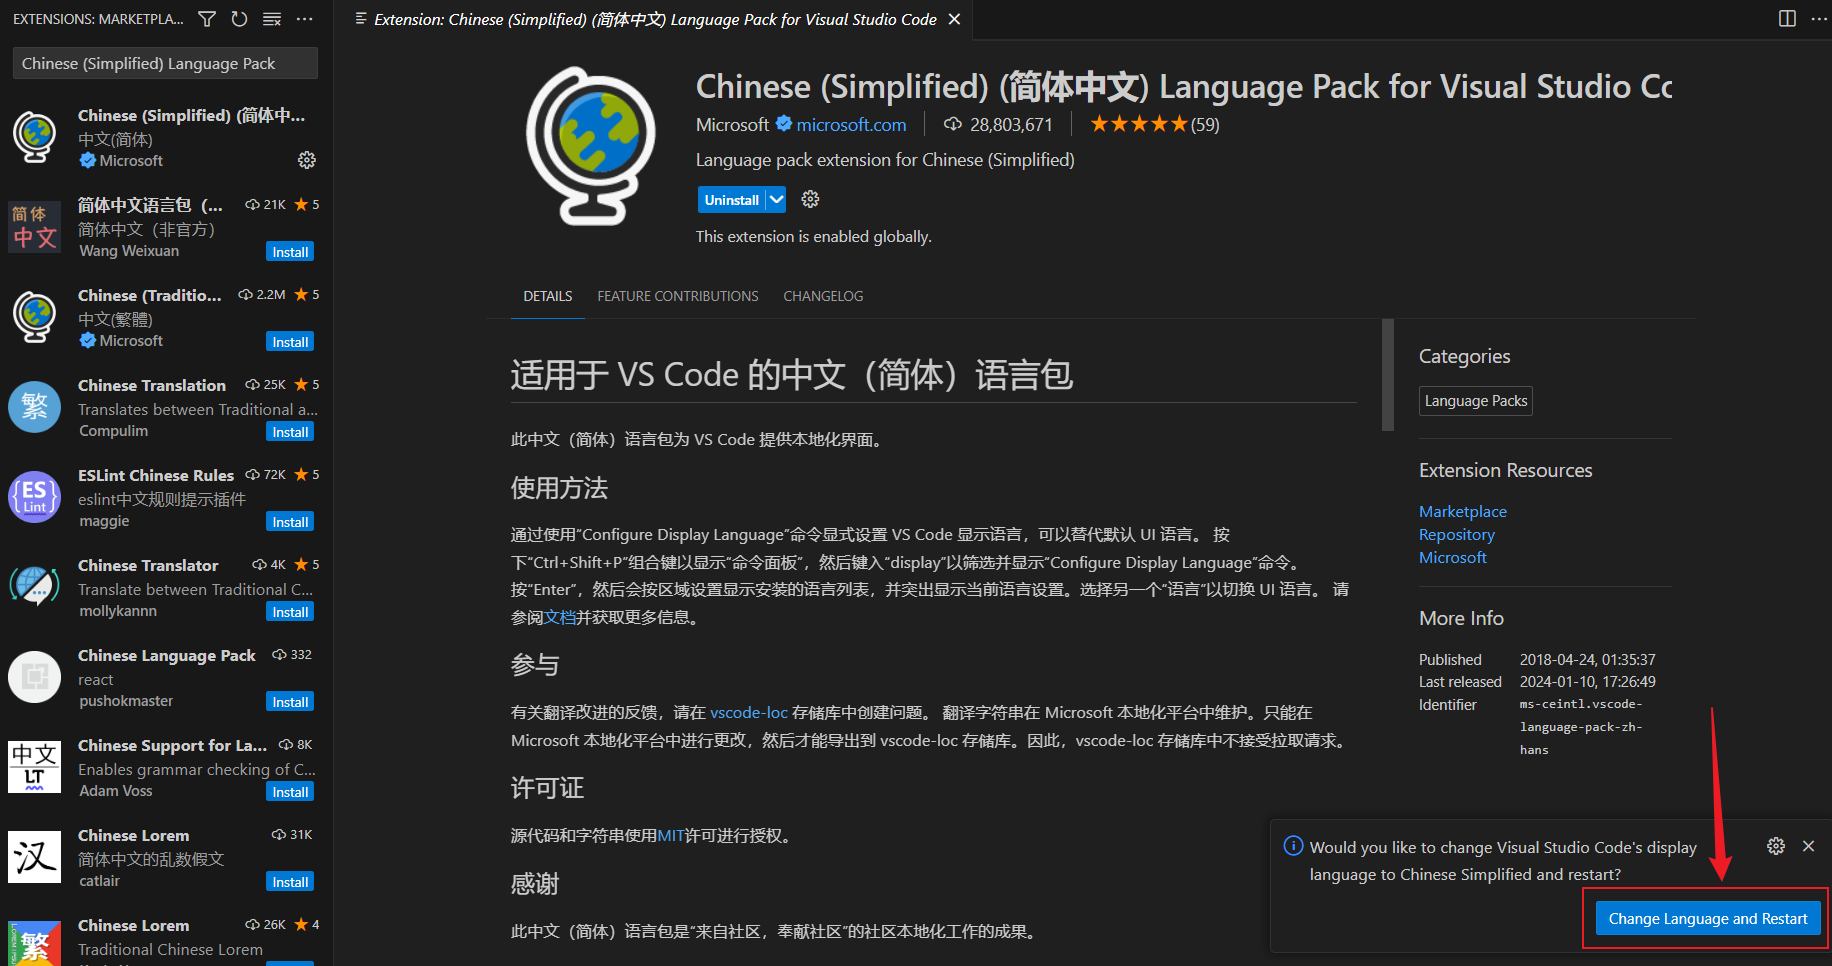 EXTENSIONS: MARKETPLA...
Chinese (Simplified) Language Pack
Chinese (Simplified) (简体中...
中文(简体)
Microsoft
简体
中文
简体中文语言包（... 21K 5
简体中文（非官方）
Wang Weixuan Install
Chinese (Traditio... 2.2M 5
中文(繁體)
Microsoft Install
繁
Chinese Translation 25K 5
Translates between Traditional a...
Compulim Install
ES
Lint
ESLint Chinese Rules 72K 5
eslint中文规则提示插件
maggie Install
Chinese Translator 4K 5
Translate between Traditional C...
mollykannn Install
Chinese Language Pack 332
react
pushokmaster Install
中文
LT
Chinese Support for La... 8K
Enables grammar checking of C...
Adam Voss Install
汉
Chinese Lorem 31K
简体中文的乱数假文
catlair Install
繁
Chinese Lorem 26K 4
Traditional Chinese Lorem
Extension: Chinese (Simplified) (简体中文) Language Pack for Visual Studio Code
Chinese (Simplified) (简体中文) Language Pack for Visual Studio Cc
Microsoft microsoft.com 28,803,671 (59)
Language pack extension for Chinese (Simplified)
Uninstall
This extension is enabled globally.
DETAILS FEATURE CONTRIBUTIONS CHANGELOG
适用于 VS Code 的中文（简体）语言包
此中文（简体）语言包为 VS Code 提供本地化界面。
使用方法
通过使用“Configure Display Language”命令显式设置 VS Code 显示语言，可以替代默认 UI 语言。 按
下“Ctrl+Shift+P”组合键以显示“命令面板”，然后键入“display”以筛选并显示“Configure Display Language”命令。
按“Enter”，然后会按区域设置显示安装的语言列表，并突出显示当前语言设置。选择另一个“语言”以切换 UI 语言。 请
参阅文档并获取更多信息。
参与
有关翻译改进的反馈，请在 vscode-loc 存储库中创建问题。 翻译字符串在 Microsoft 本地化平台中维护。只能在
Microsoft 本地化平台中进行更改，然后才能导出到 vscode-loc 存储库。因此，vscode-loc 存储库中不接受拉取请求。
许可证
源代码和字符串使用MIT许可进行授权。
感谢
此中文（简体）语言包是“来自社区，奉献社区”的社区本地化工作的成果。
Categories
Language Packs
Extension Resources
Marketplace
Repository
Microsoft
More Info
Published 2018-04-24, 01:35:37
Last released 2024-01-10, 17:26:49
Identifier ms-ceintl.vscode-
language-pack-zh-
hans
Would you like to change Visual Studio Code's display
language to Chinese Simplified and restart?
Change Language and Restart